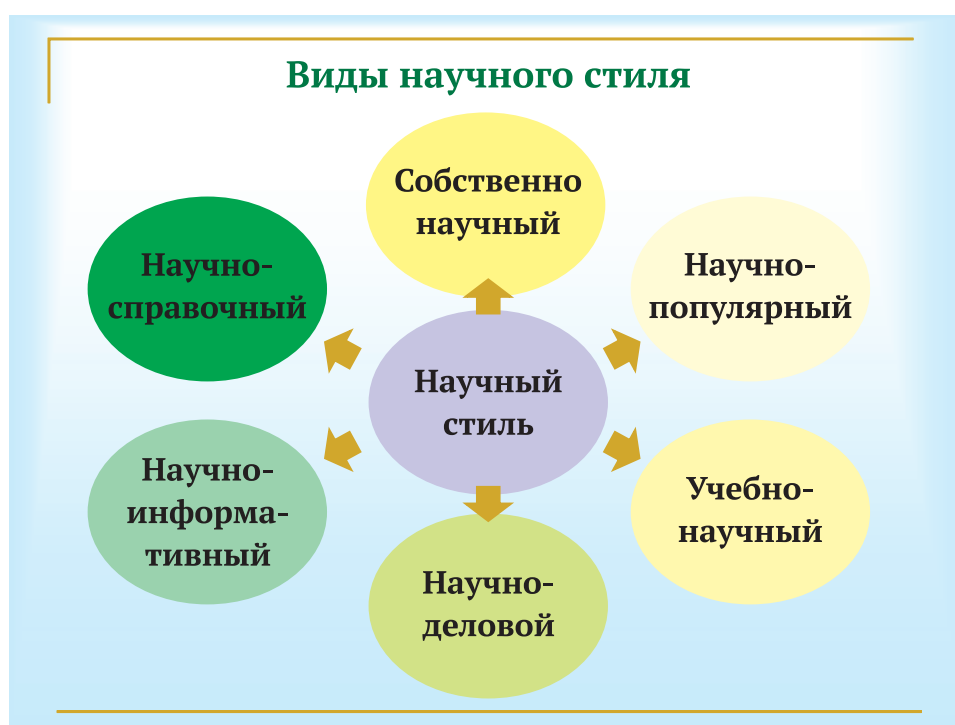 Виды научного стиля
Собственно
научный
Научно-
справочный
Научно-
популярный
Научный
стиль
Научно-
информа-
тивный
Учебно-
научный
Научно-
деловой